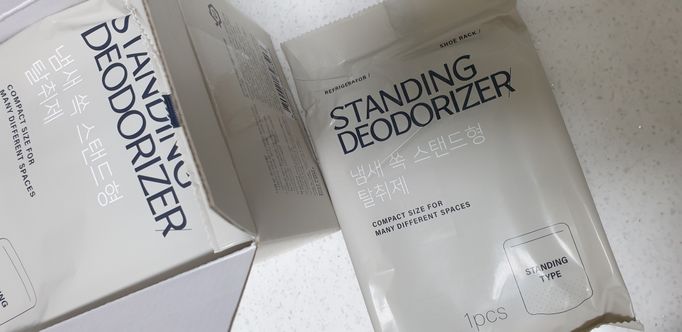 STANDING
DEODORIZER
냄새 쏙 스탠드형
탈취제
COMPACT SIZE FOR
MANY DIFFERENT SPACES
REFRIGERATOR /
SHOE RACK /
STANDING
DEODORIZER
냄새 쏙 스탠드형
탈취제
COMPACT SIZE FOR
MANY DIFFERENT SPACES
STANDING
TYPE
1pcs